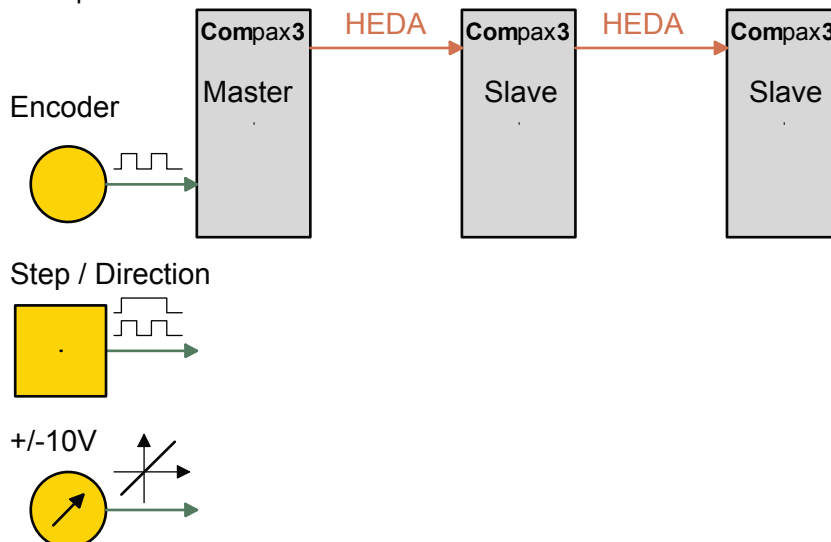 HEDA HEDA
Compax3 Compax3 Compax3
Master Slave Slave
Encoder
Step / Direction
+/-10V